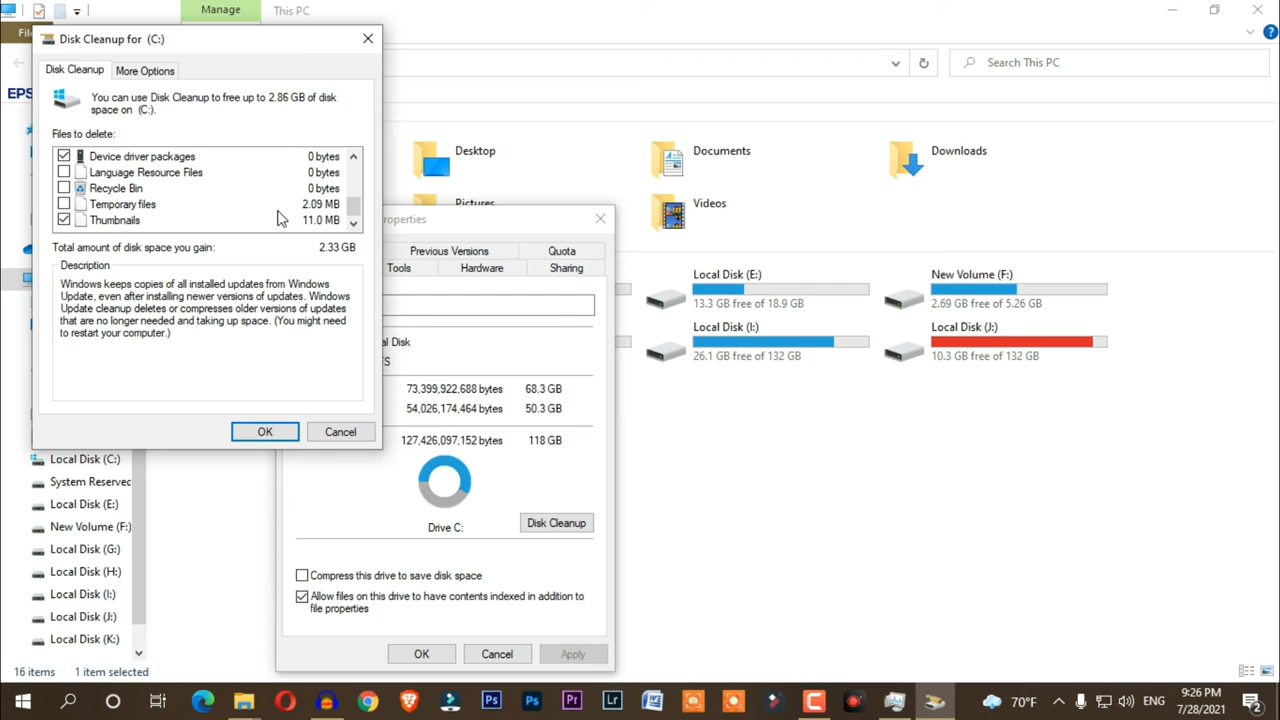 Manage
This PC
Disk Cleanup for (C:)
Fil
Disk Cleanup
More Options
Search This PC
EPS
You can use Disk Cleanup to free up to 2.86 GB of disk
space on (C:).
Files to delete:
Device driver packages 0 bytes
Language Resource Files 0 bytes
Recycle Bin 0 bytes
Temporary files 2.09 MB
Thumbnails 11.0 MB
Total amount of disk space you gain: 2.33 GB
Description
Windows keeps copies of all installed updates from Windows
Update, even after installing newer versions of updates. Windows
Update cleanup deletes or compresses older versions of updates
that are no longer needed and taking up space. (You might need
to restart your computer.)
OK
Cancel
Desktop
Documents
Downloads
Pictures
Videos
Local Disk (E:)
13.3 GB free of 18.9 GB
New Volume (F:)
2.69 GB free of 5.26 GB
Local Disk (I:)
26.1 GB free of 132 GB
Local Disk (J:)
10.3 GB free of 132 GB
operties
Previous Versions
Quota
Tools
Hardware
Sharing
al Disk
FS
73,399,922,688 bytes 68.3 GB
54,026,174,464 bytes 50.3 GB
127,426,097,152 bytes 118 GB
Drive C:
Disk Cleanup
Compress this drive to save disk space
Allow files on this drive to have contents indexed in addition to
file properties
OK
Cancel
Apply
Local Disk (C:)
System Reserved
Local Disk (E:)
New Volume (F:)
Local Disk (G:)
Local Disk (H:)
Local Disk (I:)
Local Disk (J:)
Local Disk (K:)
16 items
1 item selected
Ps
Ps
Pr
Lr
W
70°F
ENG
9:26 PM
7/28/2021
2